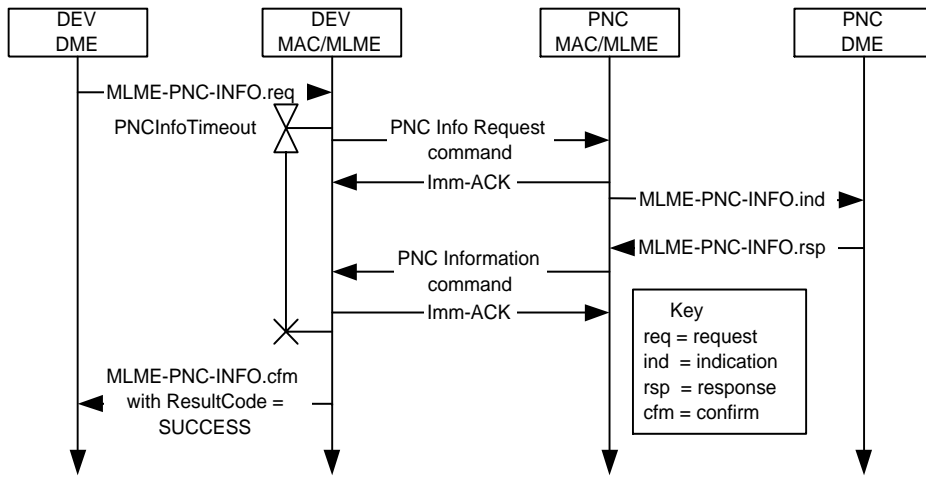 DEV
DME
DEV
MAC/MLME
PNC
MAC/MLME
PNC
DME
MLME-PNC-INFO.req
PNCInfoTimeout
PNC Info Request
command
Imm-ACK
MLME-PNC-INFO.ind
MLME-PNC-INFO.rsp
PNC Information
command
Imm-ACK
Key
req = request
ind = indication
rsp = response
cfm = confirm
MLME-PNC-INFO.cfm
with ResultCode =
SUCCESS